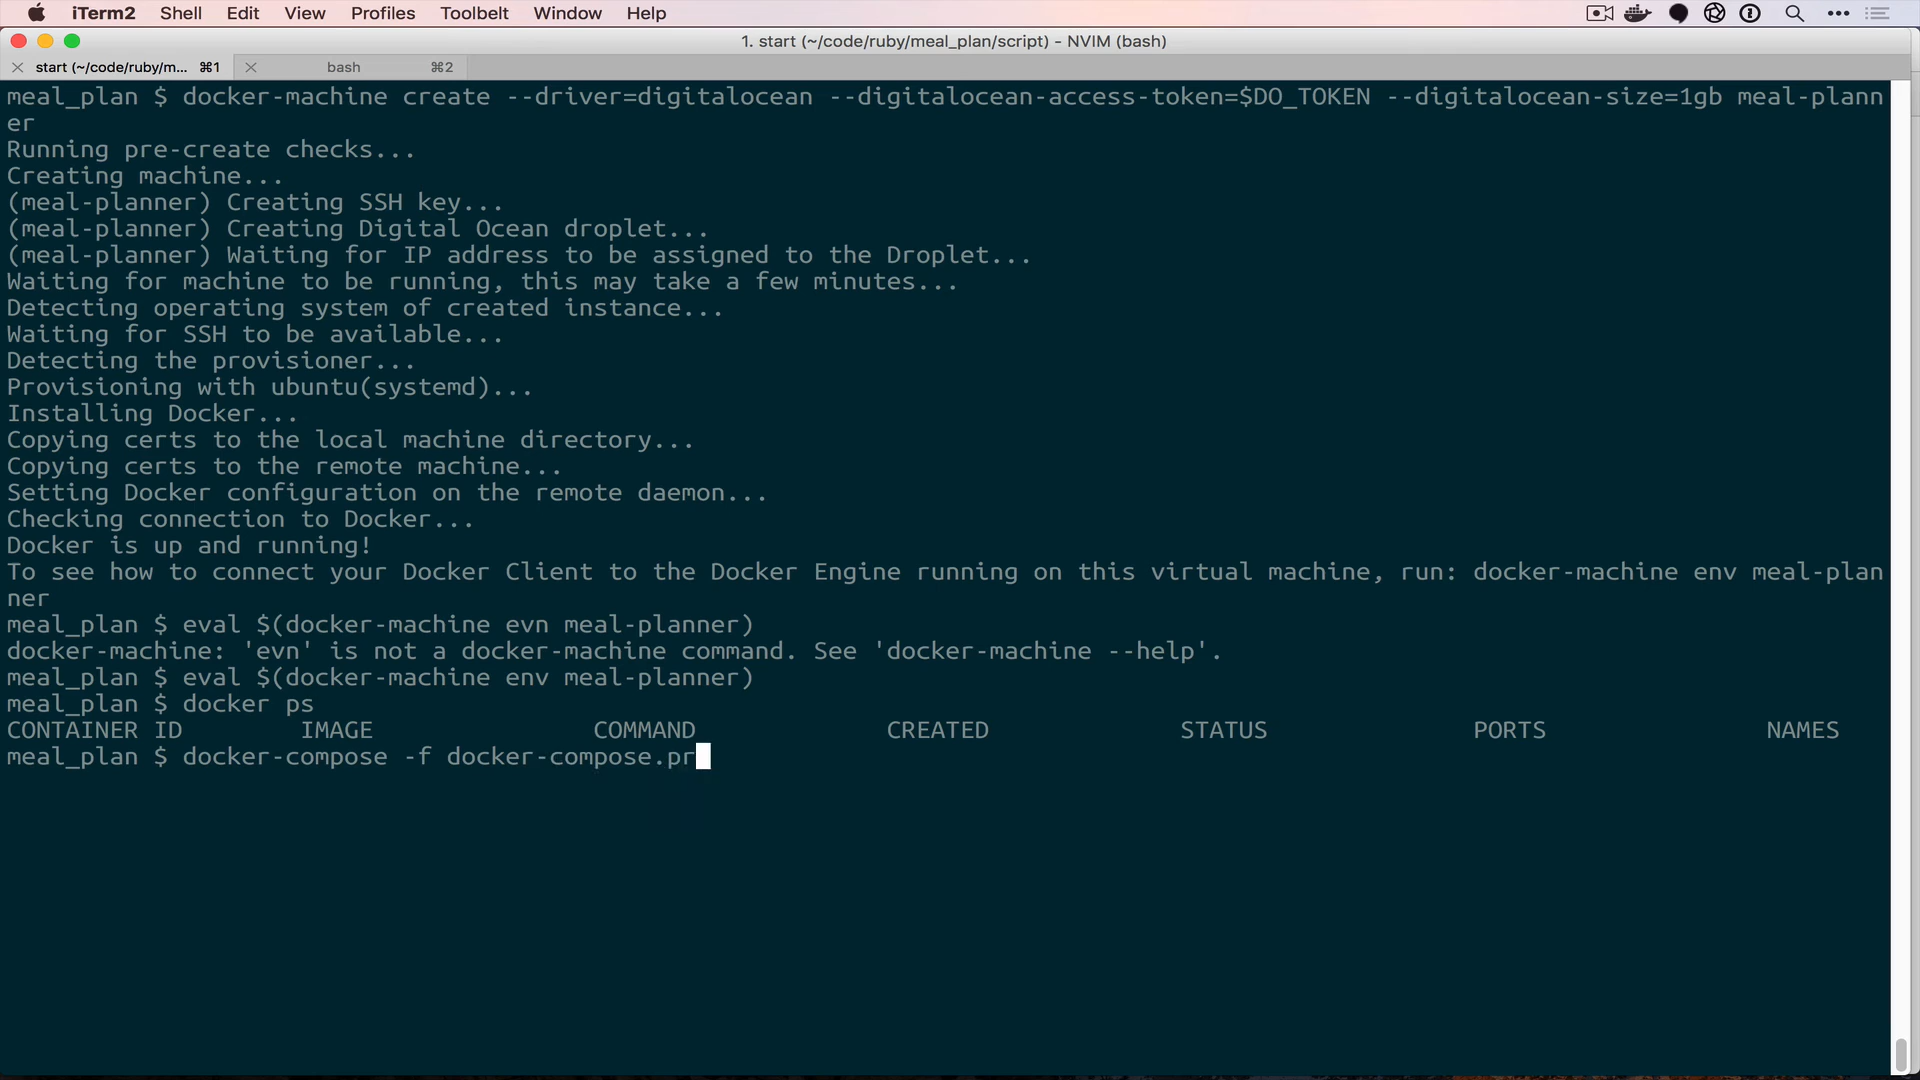 iTerm2 Shell Edit View Profiles Toolbelt Window Help
1. start (~/code/ruby/meal_plan/script) - NVIM (bash)
start (~/code/ruby/m... ⌘1 bash ⌘2
meal_plan $ docker-machine create --driver=digitalocean --digitalocean-access-token=$DO_TOKEN --digitalocean-size=1gb meal-plann
er
Running pre-create checks...
Creating machine...
(meal-planner) Creating SSH key...
(meal-planner) Creating Digital Ocean droplet...
(meal-planner) Waiting for IP address to be assigned to the Droplet...
Waiting for machine to be running, this may take a few minutes...
Detecting operating system of created instance...
Waiting for SSH to be available...
Detecting the provisioner...
Provisioning with ubuntu(systemd)...
Installing Docker...
Copying certs to the local machine directory...
Copying certs to the remote machine...
Setting Docker configuration on the remote daemon...
Checking connection to Docker...
Docker is up and running!
To see how to connect your Docker Client to the Docker Engine running on this virtual machine, run: docker-machine env meal-plan
ner
meal_plan $ eval $(docker-machine evn meal-planner)
docker-machine: 'evn' is not a docker-machine command. See 'docker-machine --help'.
meal_plan $ eval $(docker-machine env meal-planner)
meal_plan $ docker ps
CONTAINER ID IMAGE COMMAND CREATED STATUS PORTS NAMES
meal_plan $ docker-compose -f docker-compose.pr